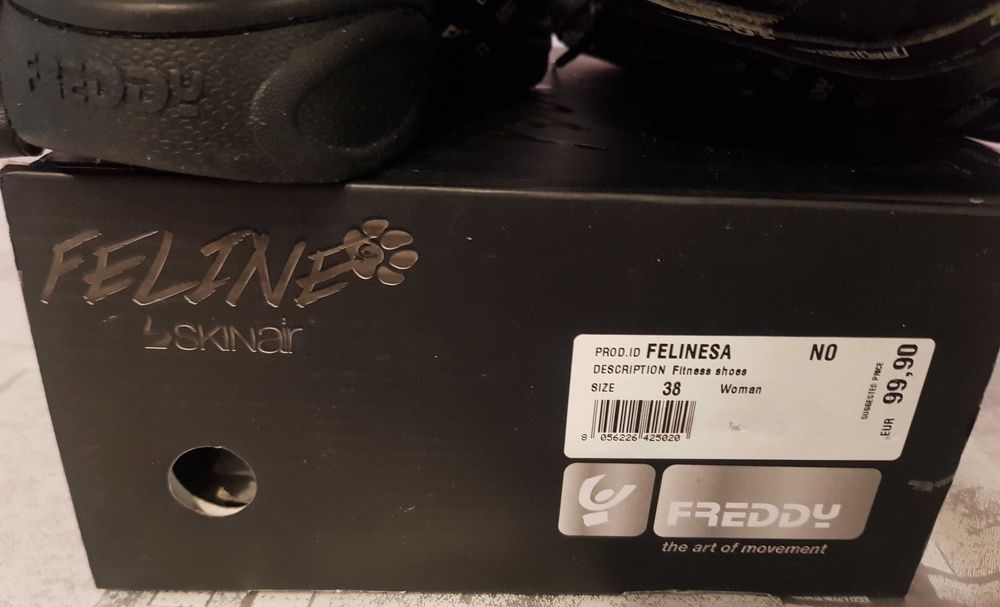 FREDDY
FELINE
SKINair
PROD.ID FELINESA NO
DESCRIPTION Fitness shoes
SIZE 38 Woman
8 056226 425020
SUGGESTED PRICE
EUR 99,90
FREDDY
the art of movement